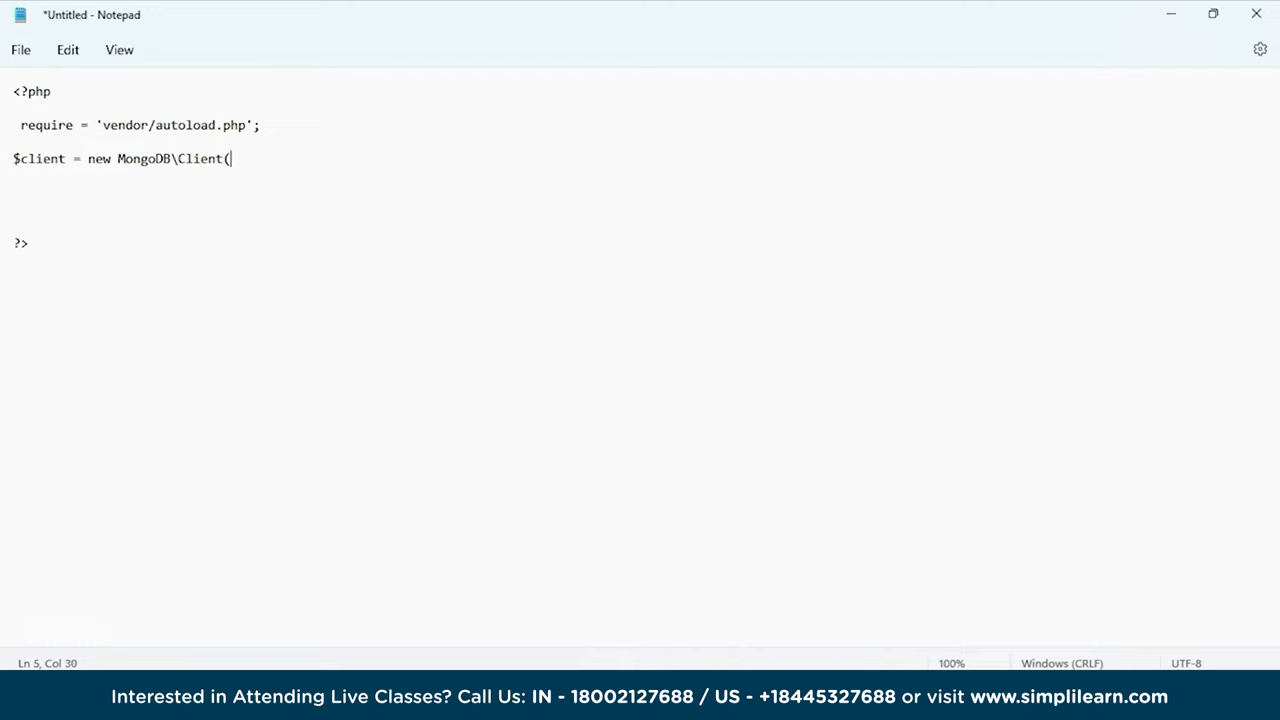 *Untitled - Notepad
File Edit View
<?php
require = 'vendor/autoload.php';
$client = new MongoDB\Client(
?>
Ln 5, Col 30 100% Windows (CRLF) UTF-8
Interested in Attending Live Classes? Call Us: IN - 18002127688 / US - +18445327688 or visit www.simplilearn.com